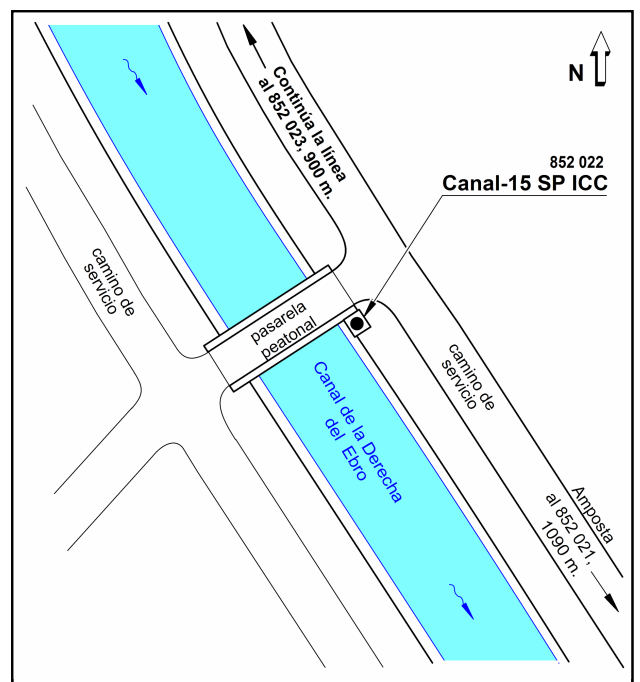 N
Continúa la línea
al 852 023, 900 m.
852 022
Canal-15 SP ICC
camino de
servicio
pasarela
peatonal
camino de
servicio
Canal de la Derecha
del Ebro
Amposta
al 852 021,
1090 m.